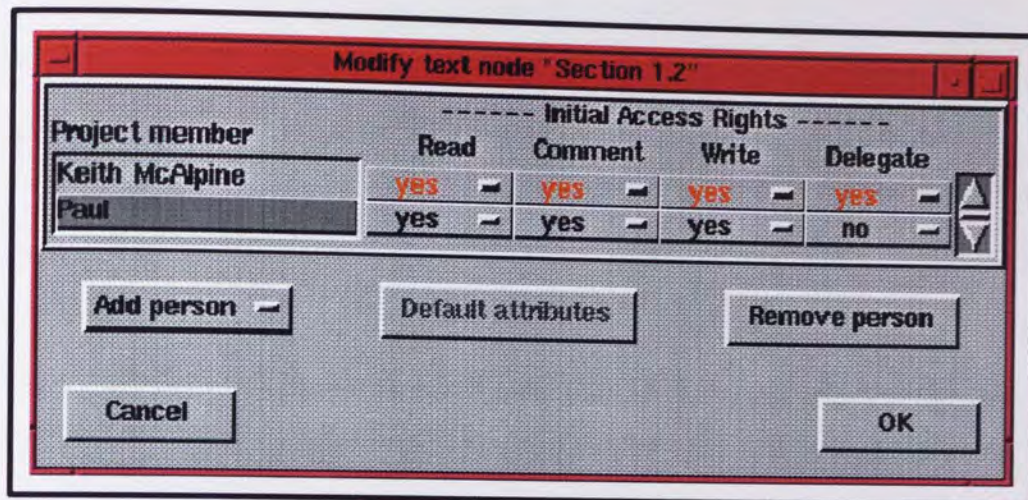 Modify text node "Section 1.2"
------ Initial Access Rights ------
Project member Read Comment Write Delegate
Keith McAlpine yes yes yes yes
Paul yes yes yes no
Add person Default attributes Remove person
Cancel OK